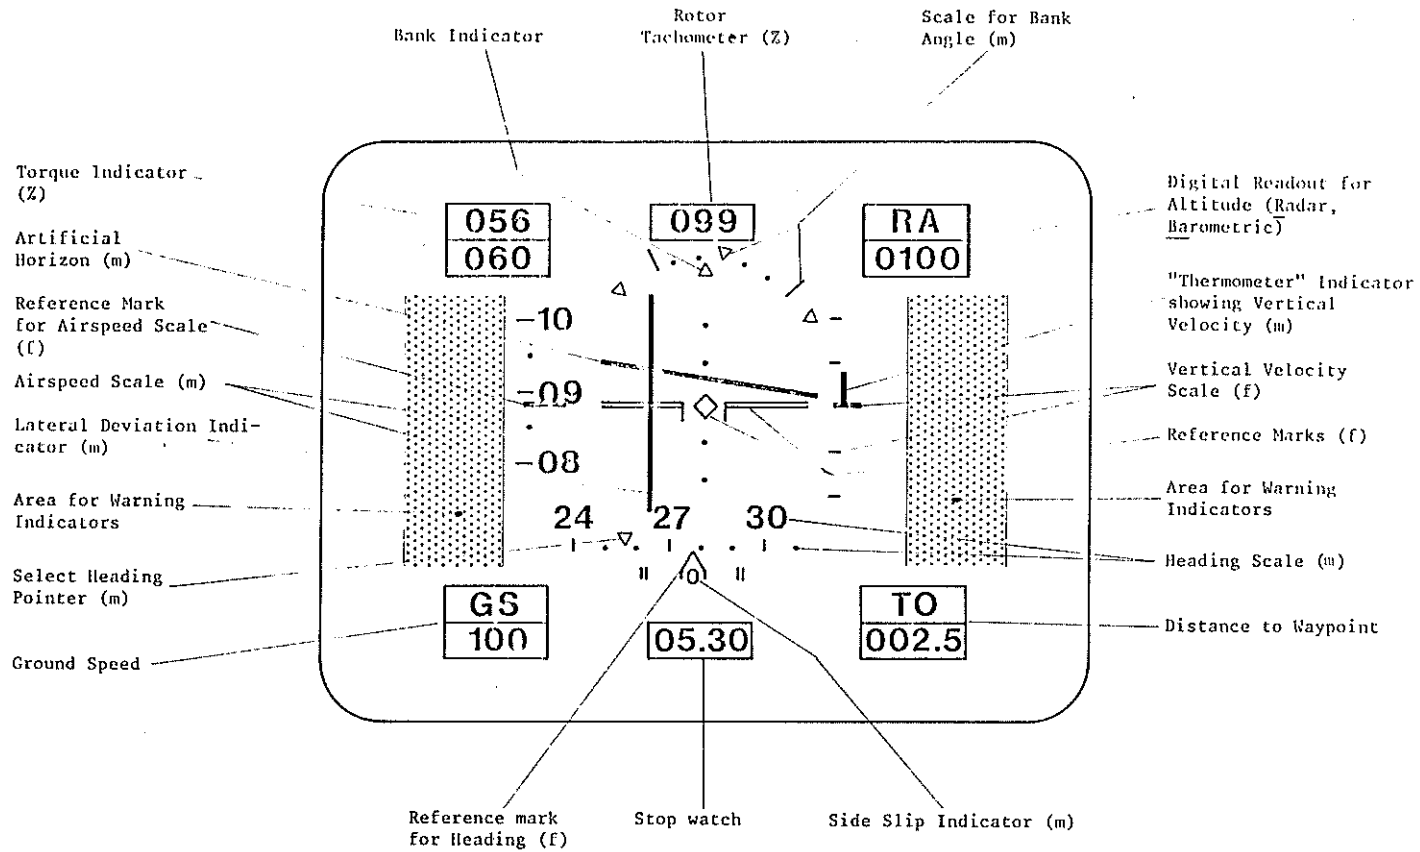 Bank Indicator
Rotor
Tachometer (%)
Scale for Bank
Angle (m)
Torque Indicator
(%)
Artificial
Horizon (m)
Reference Mark
for Airspeed Scale
(f)
Airspeed Scale (m)
Lateral Deviation Indi-
cator (m)
Area for Warning
Indicators
Select Heading
Pointer (m)
Ground Speed
056
060
099
RA
0100
-10
-09
-08
24
27
30
0
GS
100
05.30
TO
002.5
Digital Readout for
Altitude (Radar,
Barometric)
"Thermometer" Indicator
showing Vertical
Velocity (m)
Vertical Velocity
Scale (f)
Reference Marks (f)
Area for Warning
Indicators
Heading Scale (m)
Distance to Waypoint
Reference mark
for Heading (f)
Stop watch
Side Slip Indicator (m)